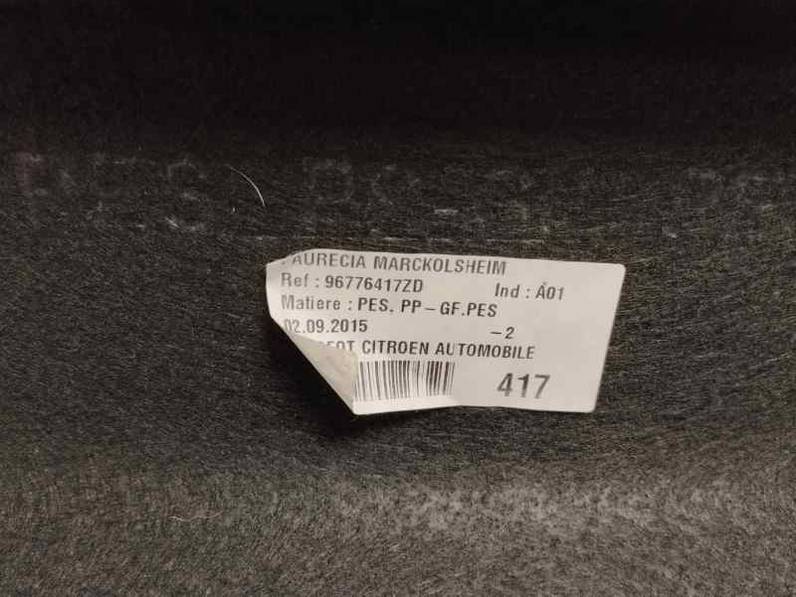 AURECIA MARCKOLSHEIM
Ref : 96776417ZD Ind : A01
Matiere : PES, PP-GF.PES
02.09.2015 -2
CITROEN AUTOMOBILE
417